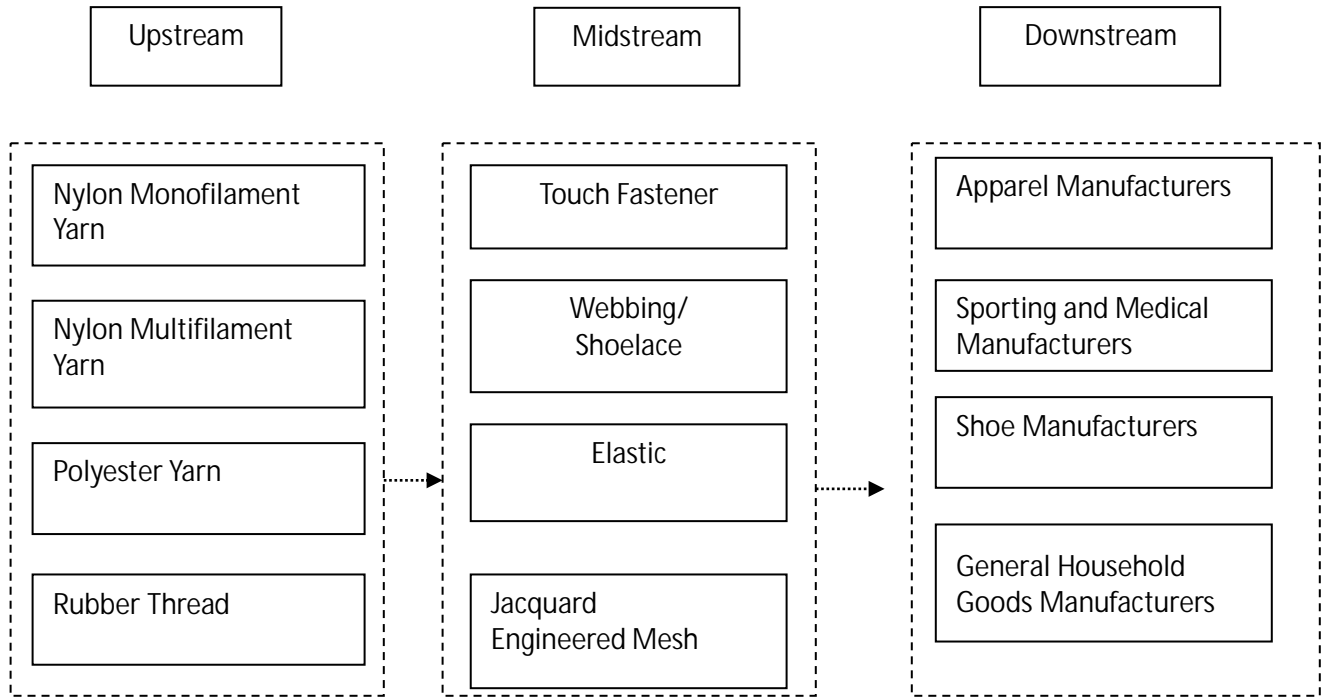 Upstream
Midstream
Downstream
Nylon Monofilament
Yarn
Nylon Multifilament
Yarn
Polyester Yarn
Rubber Thread
Touch Fastener
Webbing/
Shoelace
Elastic
Jacquard
Engineered Mesh
Apparel Manufacturers
Sporting and Medical
Manufacturers
Shoe Manufacturers
General Household
Goods Manufacturers